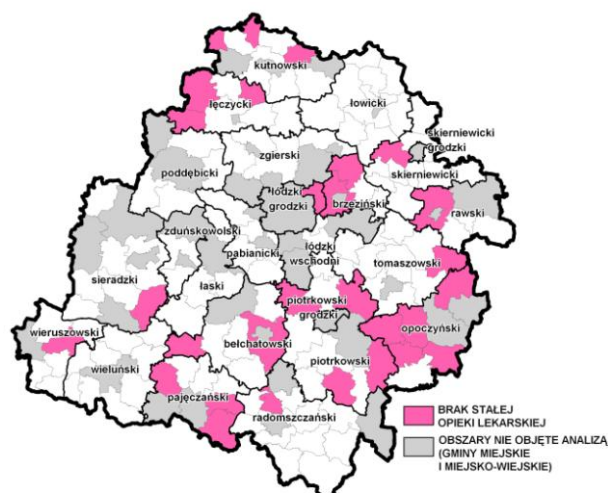 kutnowski
łęczycki
łowicki
skierniewicki
grodzki
zgierski
poddębicki
łódzki
grodzki
brzeziński
skierniewicki
rawski
zduńskowolski
pabianicki
łódzki
wschodni
tomaszowski
sieradzki
łaski
piotrkowski
grodzki
opoczyński
wieruszowski
bełchatowski
wieluński
piotrkowski
pajęczański
radomszczański
BRAK STAŁEJ
OPIEKI LEKARSKIEJ
OBSZARY NIE OBJĘTE ANALIZĄ
(GMINY MIEJSKIE
I MIEJSKO-WIEJSKIE)